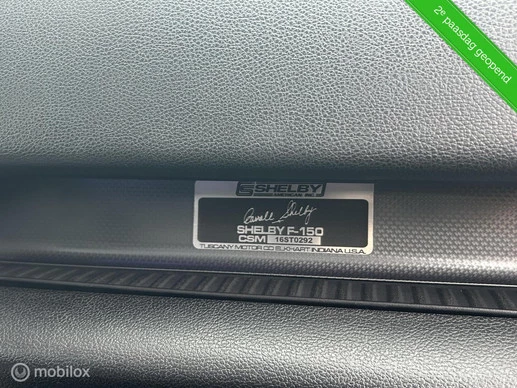 2e paasdag geopend
SHELBY
Carroll Shelby
SHELBY F-150
CSM 16ST0292
TUSCANY MOTOR CO ELKHART INDIANA U.S.A.
mobilox